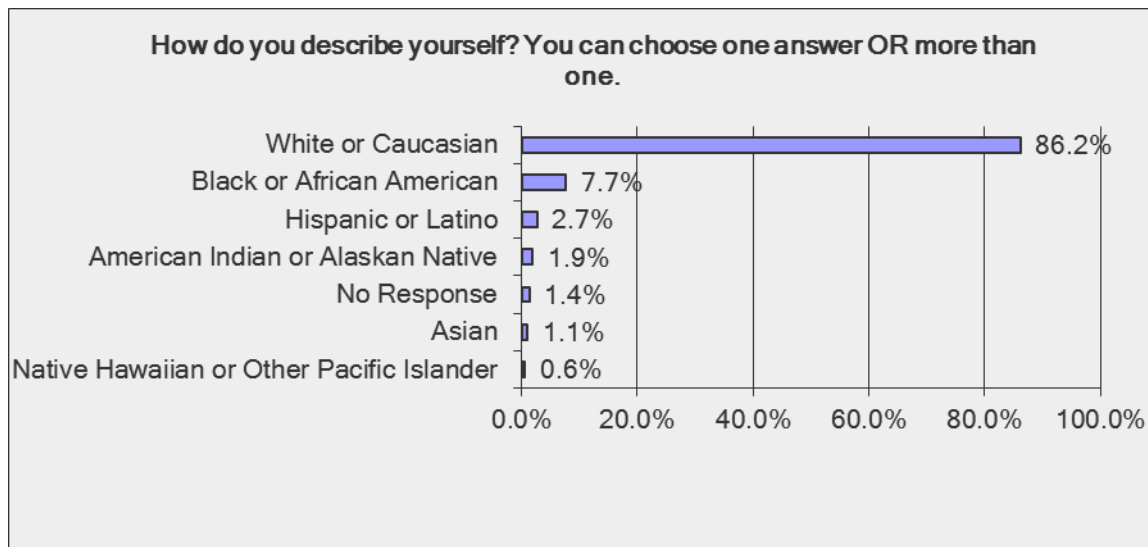 How do you describe yourself? You can choose one answer OR more than
one.
White or Caucasian 86.2%
Black or African American 7.7%
Hispanic or Latino 2.7%
American Indian or Alaskan Native 1.9%
No Response 1.4%
Asian 1.1%
Native Hawaiian or Other Pacific Islander 0.6%
0.0% 20.0% 40.0% 60.0% 80.0% 100.0%